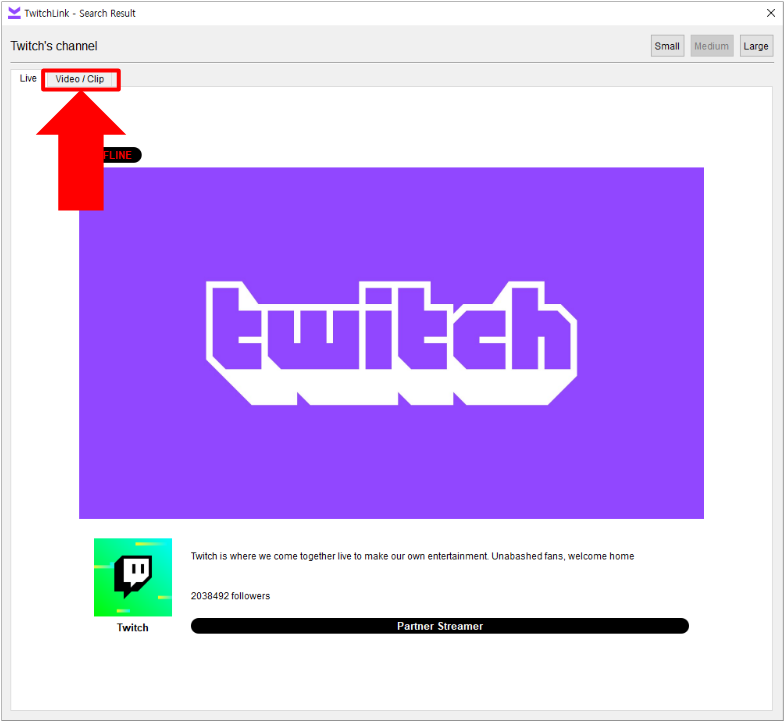 TwitchLink - Search Result
Twitch's channel
Small Medium Large
Live Video / Clip
twitch
Twitch is where we come together live to make our own entertainment. Unabashed fans, welcome home
2038492 followers
Twitch
Partner Streamer